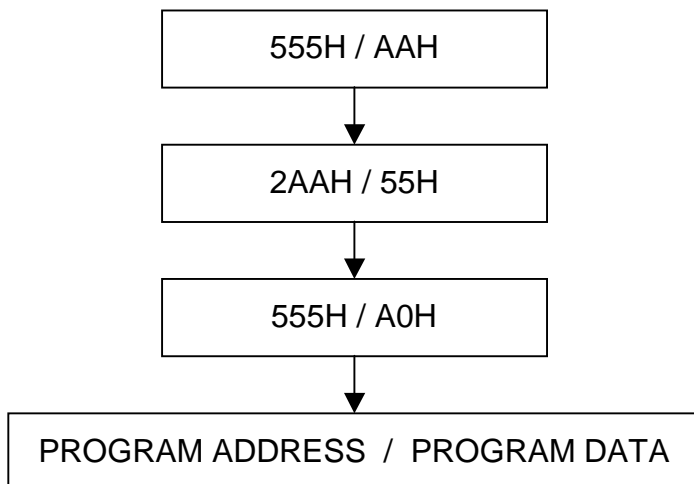 555H / AAH
2AAH / 55H
555H / A0H
PROGRAM ADDRESS / PROGRAM DATA